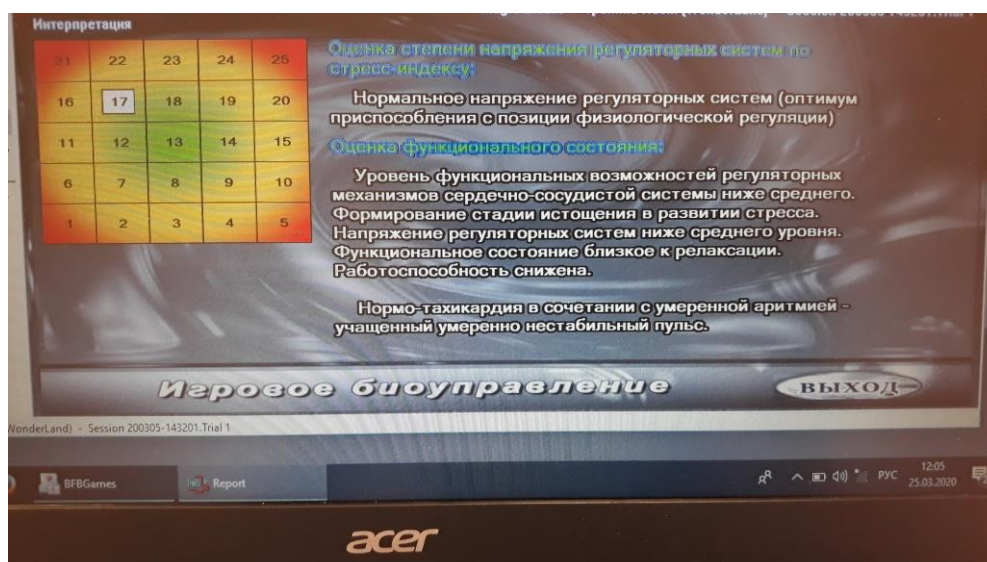 Интерпретация
Session 200305-143201.Trial 1
21 22 23 24 25
16 17 18 19 20
11 12 13 14 15
6 7 8 9 10
1 2 3 4 5
Оценка степени напряжения регуляторных систем по
стресс-индексу:
Нормальное напряжение регуляторных систем (оптимум
приспособления с позиции физиологической регуляции)
Оценка функционального состояния:
Уровень функциональных возможностей регуляторных
механизмов сердечно-сосудистой системы ниже среднего.
Формирование стадии истощения в развитии стресса.
Напряжение регуляторных систем ниже среднего уровня.
Функциональное состояние близкое к релаксации.
Работоспособность снижена.
Нормо-тахикардия в сочетании с умеренной аритмией -
учащенный умеренно нестабильный пульс.
Игровое биоуправление
ВЫХОД
WonderLand) - Session 200305-143201.Trial 1
BFBGames
Report
РУС
12:05
25.03.2020
acer